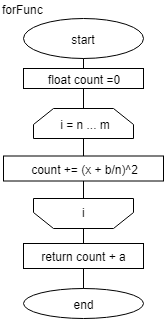 forFunc
start
float count =0
i = n ... m
count += (x + b/n)^2
i
return count + a
end